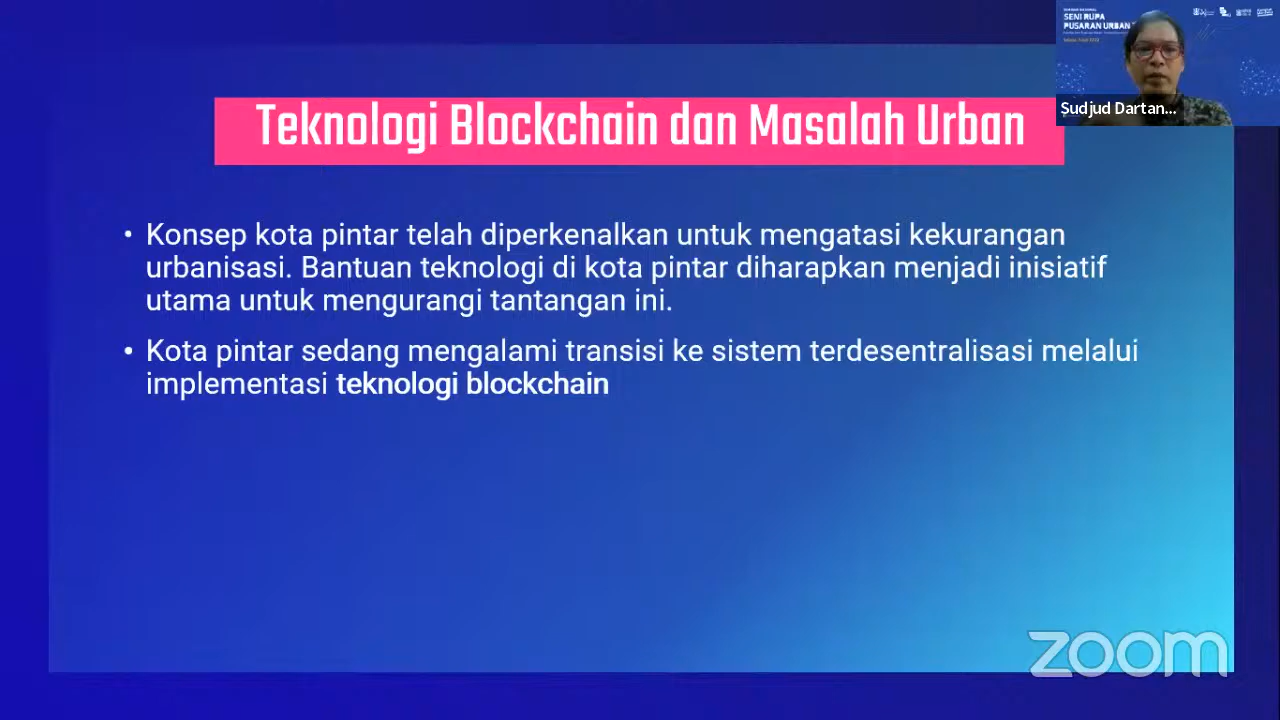 SENI RUPA
PUSARAN URBAN
Sudjud Dartan...
Teknologi Blockchain dan Masalah Urban
• Konsep kota pintar telah diperkenalkan untuk mengatasi kekurangan
urbanisasi. Bantuan teknologi di kota pintar diharapkan menjadi inisiatif
utama untuk mengurangi tantangan ini.
• Kota pintar sedang mengalami transisi ke sistem terdesentralisasi melalui
implementasi teknologi blockchain
zoom